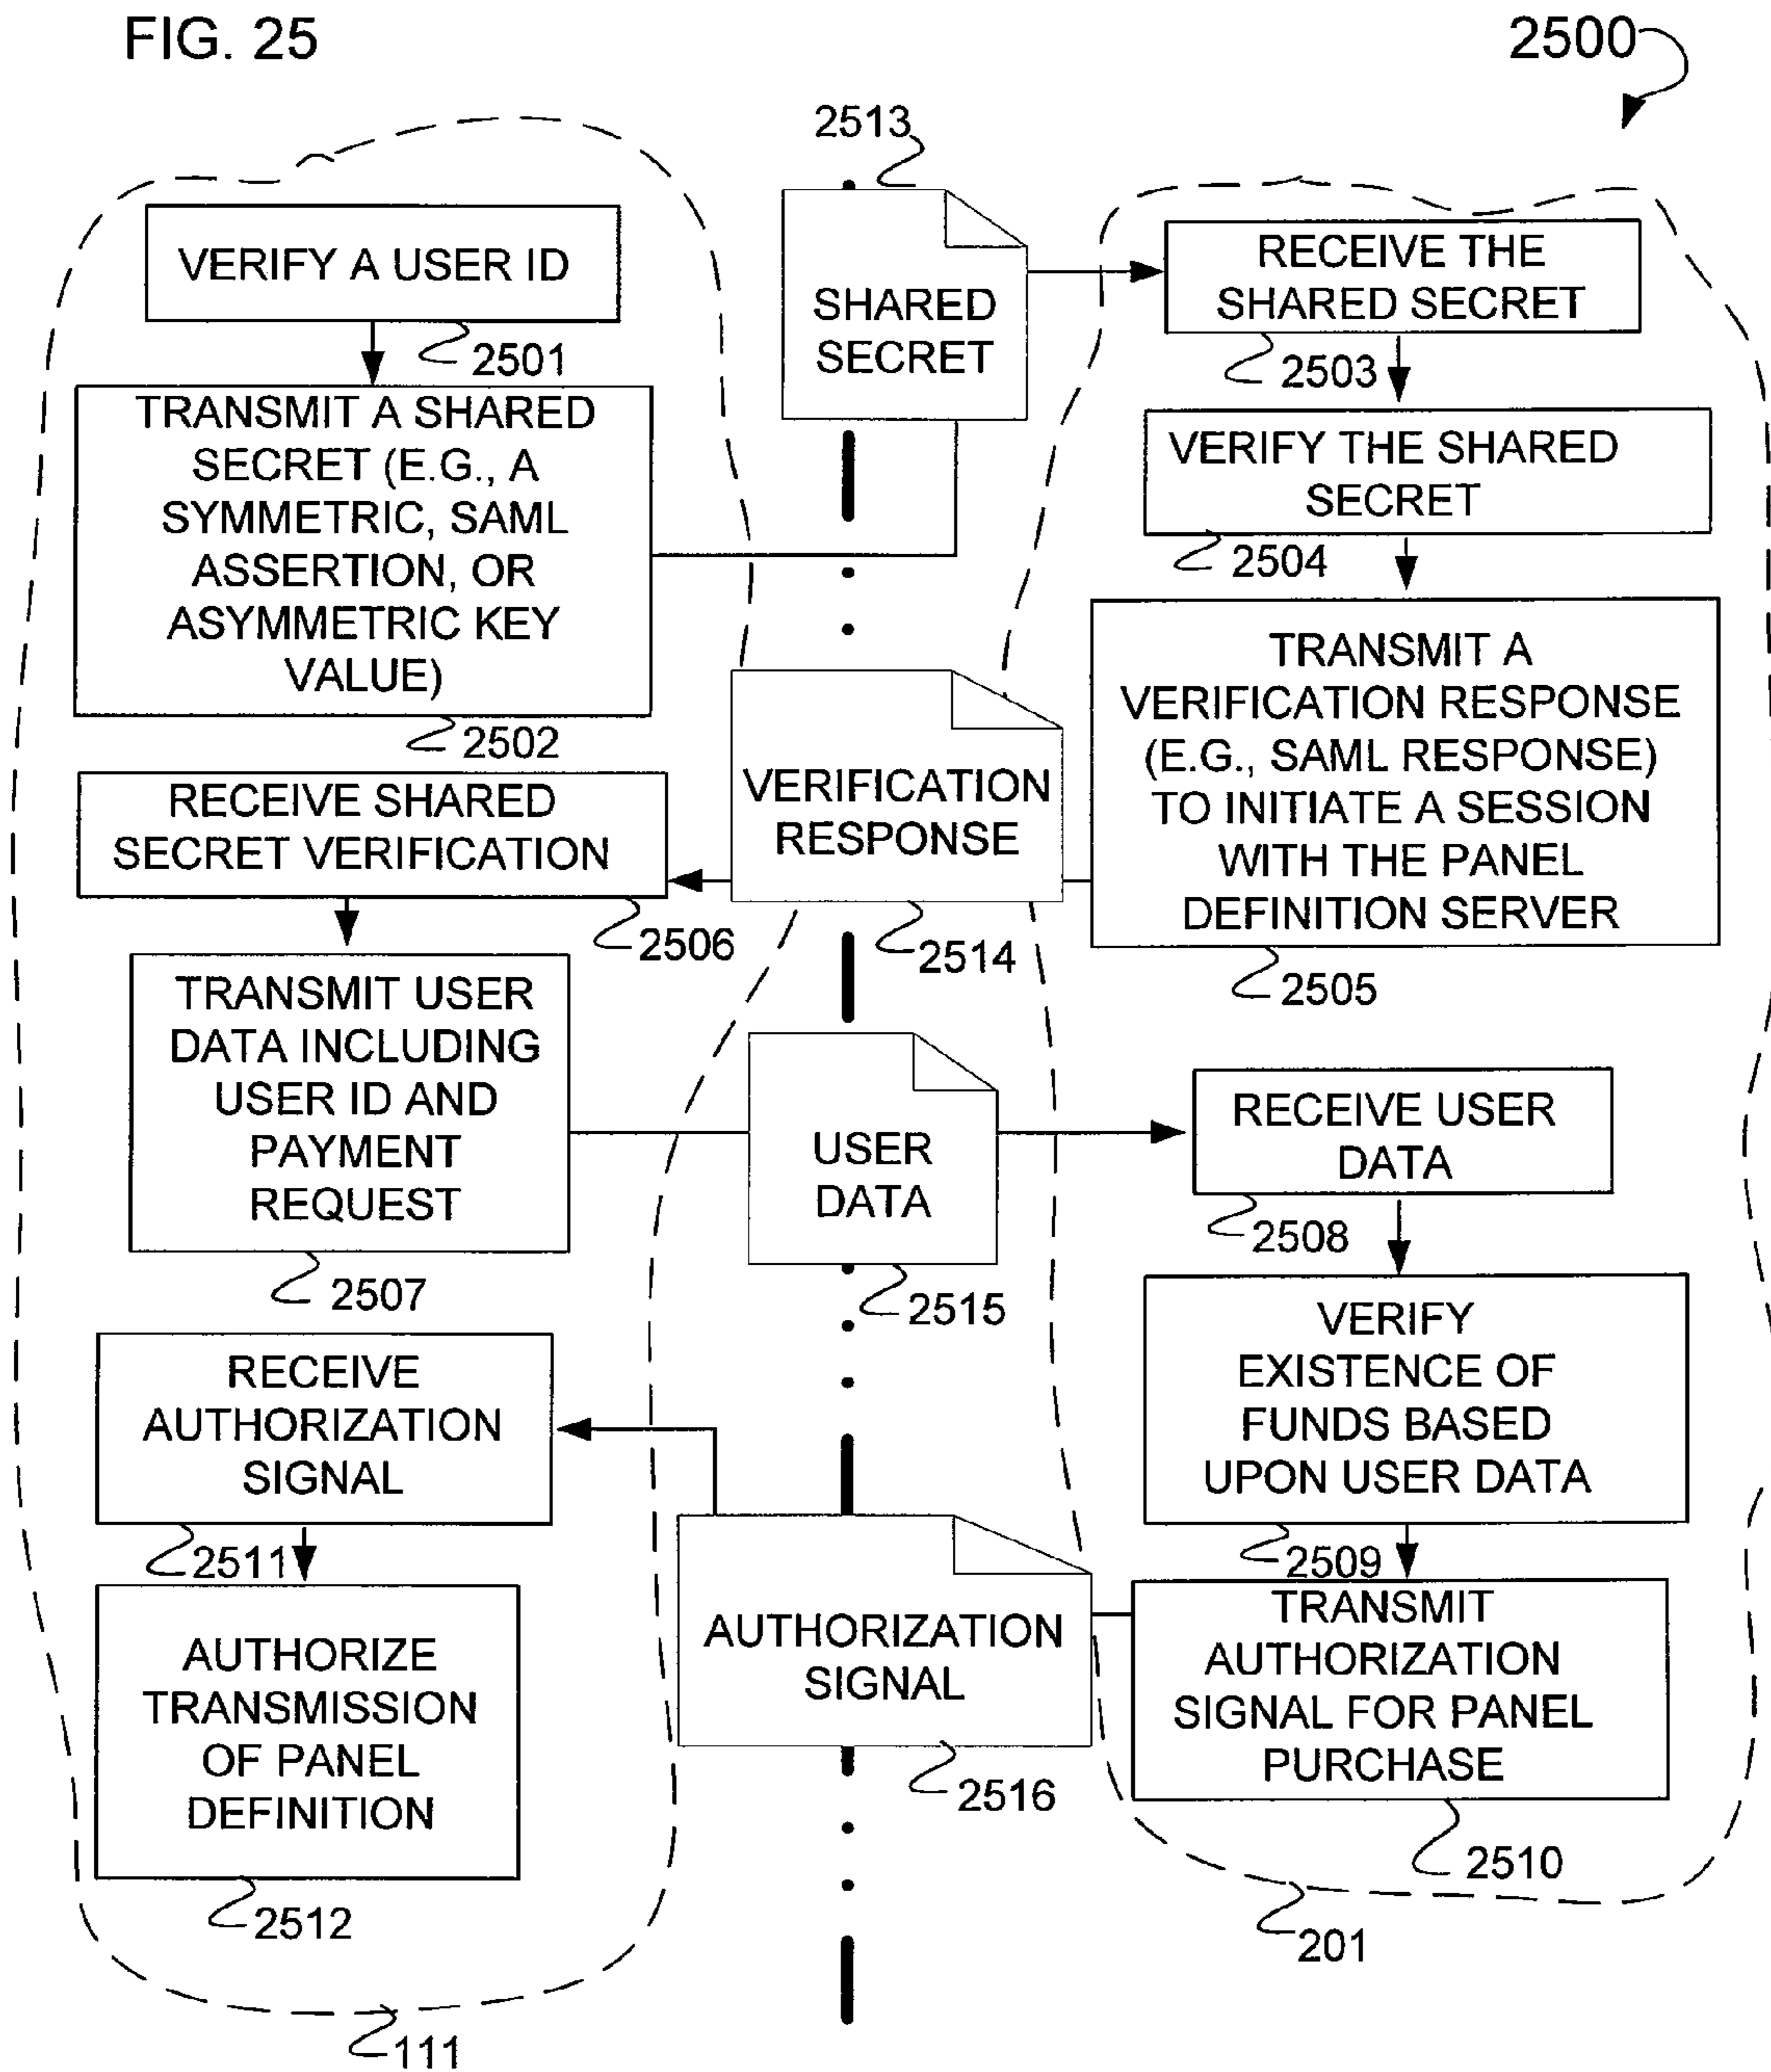 FIG. 25
2500
2513
VERIFY A USER ID
2501
TRANSMIT A SHARED
SECRET (E.G., A
SYMMETRIC, SAML
ASSERTION, OR
ASYMMETRIC KEY
VALUE)
2502
SHARED
SECRET
RECEIVE THE
SHARED SECRET
2503
VERIFY THE SHARED
SECRET
2504
TRANSMIT A
VERIFICATION RESPONSE
(E.G., SAML RESPONSE)
TO INITIATE A SESSION
WITH THE PANEL
DEFINITION SERVER
2505
VERIFICATION
RESPONSE
2514
RECEIVE SHARED
SECRET VERIFICATION
2506
TRANSMIT USER
DATA INCLUDING
USER ID AND
PAYMENT
REQUEST
2507
USER
DATA
2515
RECEIVE USER
DATA
2508
VERIFY
EXISTENCE OF
FUNDS BASED
UPON USER DATA
2509
TRANSMIT
AUTHORIZATION
SIGNAL FOR PANEL
PURCHASE
2510
AUTHORIZATION
SIGNAL
2516
RECEIVE
AUTHORIZATION
SIGNAL
2511
AUTHORIZE
TRANSMISSION
OF PANEL
DEFINITION
2512
201
111